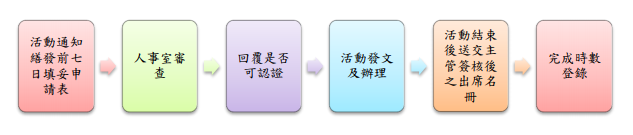 活動通知
繕發前七
日填妥申
請表
人事室審
查
回覆是否
可認證
活動發文
及辦理
活動結束
後送交主
管簽核後
之出席名
冊
完成時數
登錄